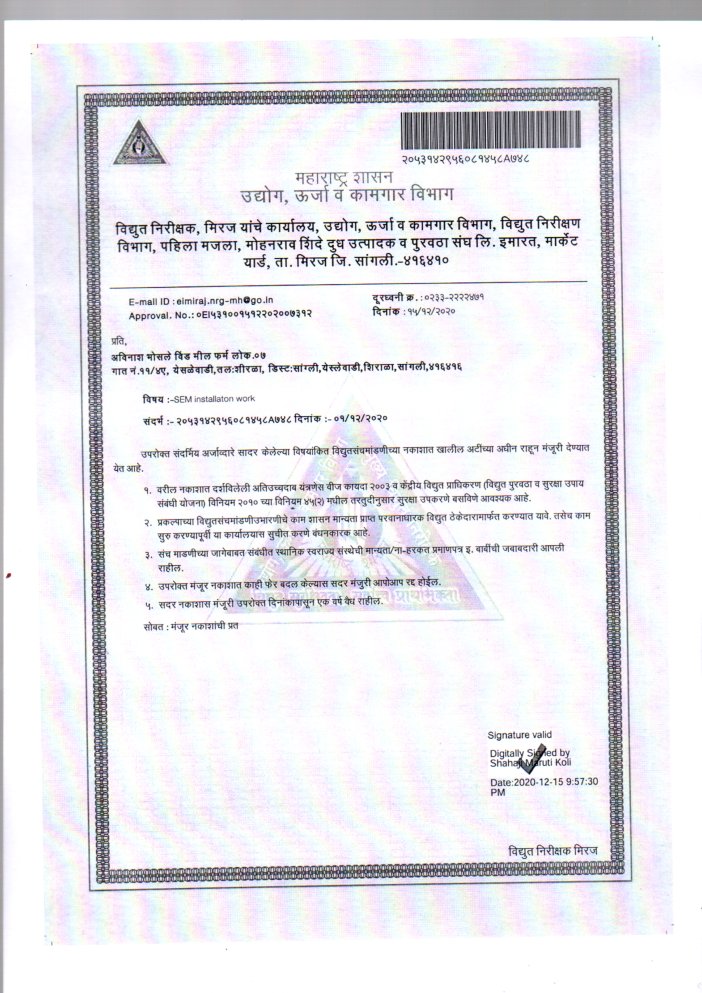 २०५३१४२९५६०८१४५८A७४८
महाराष्ट्र शासन
उद्योग, ऊर्जा व कामगार विभाग
विद्युत निरीक्षक, मिरज यांचे कार्यालय, उद्योग, ऊर्जा व कामगार विभाग, विद्युत निरीक्षण
विभाग, पहिला मजला, मोहनराव शिंदे दुध उत्पादक व पुरवठा संघ लि. इमारत, मार्केट
यार्ड, ता. मिरज जि. सांगली.-४१६४१०
E-mail ID : eimiraj.nrg-mh@go.in
दूरध्वनी क्र. : ०२३३-२२२२४७१
Approval. No.: ०EI५३१००१५१२२०२००७३१२
दिनांक : १५/१२/२०२०
प्रति,
अविनाश भोसले विंड मील फर्म लोक.०७
गात नं.११/४ए, येसळेवाडी,तल:शीरळा, डिस्ट:सांग्ली,येस्लेवाडी,शिराळा,सांगली,४१६४१६
विषय :–SEM installaton work
संदर्भ :- २०५३१४२९५६०८१४५८A७४८ दिनांक :- ०१/१२/२०२०
उपरोक्त संदर्भिय अर्जाव्दारे सादर केलेल्या विषयांकित विद्युतसंचमांडणीच्या नकाशात खालील अटींच्या अधीन राहून मंजूरी देण्यात
येत आहे.
१. वरील नकाशात दर्शविलेली अतिउच्चदाब यंत्रणेस वीज कायदा २००३ व केंद्रीय विद्युत प्राधिकरण (विद्युत पुरवठा व सुरक्षा उपाय
संबंधी योजना) विनियम २०१० च्या विनियम ४५(२) मधील तरतुदीनुसार सुरक्षा उपकरणे बसविणे आवश्यक आहे.
२. प्रकल्पाच्या विद्युतसंचमांडणीउभारणीचे काम शासन मान्यता प्राप्त परवानाधारक विद्युत ठेकेदारामार्फत करण्यात यावे. तसेच काम
सुरु करण्यापूर्वी या कार्यालयास सुचीत करणे बंधनकारक आहे.
३. संच माडणीच्या जागेबाबत संबंधीत स्थानिक स्वराज्य संस्थेची मान्यता/ना-हरकत प्रमाणपत्र इ. बाबींची जबाबदारी आपली
राहील.
४. उपरोक्त मंजूर नकाशात काही फेर बदल केल्यास सदर मंजुरी आपोआप रद्द होईल.
५. सदर नकाशास मंजूरी उपरोक्त दिनांकापासून एक वर्ष वैध राहील.
सोबत : मंजूर नकाशांची प्रत
Signature valid
Digitally Signed by
Shahaji Maruti Koli
Date:2020-12-15 9:57:30
PM
विद्युत निरीक्षक मिरज